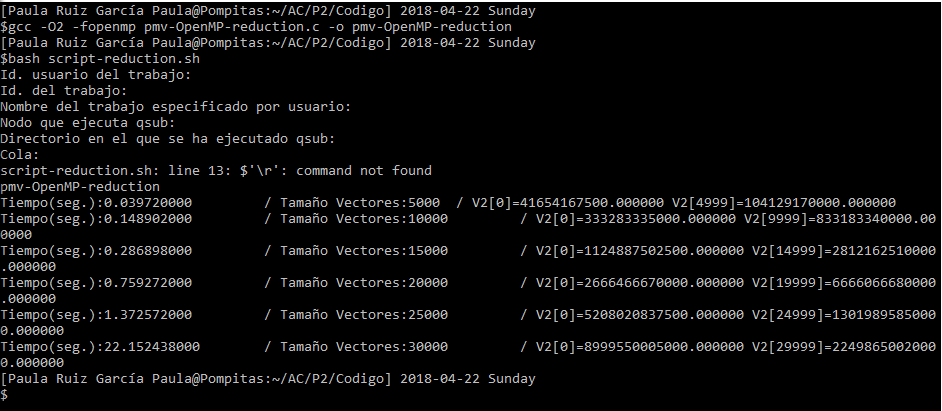 [Paula Ruiz García Paula@Pompitas:~/AC/P2/Codigo] 2018-04-22 Sunday
$gcc -O2 -fopenmp pmv-OpenMP-reduction.c -o pmv-OpenMP-reduction
[Paula Ruiz García Paula@Pompitas:~/AC/P2/Codigo] 2018-04-22 Sunday
$bash script-reduction.sh
Id. usuario del trabajo:
Id. del trabajo:
Nombre del trabajo especificado por usuario:
Nodo que ejecuta qsub:
Directorio en el que se ha ejecutado qsub:
Cola:
script-reduction.sh: line 13: $'\r': command not found
pmv-OpenMP-reduction
Tiempo(seg.):0.039720000 / Tamaño Vectores:5000 / V2[0]=41654167500.000000 V2[4999]=104129170000.000000
Tiempo(seg.):0.148902000 / Tamaño Vectores:10000 / V2[0]=333283335000.000000 V2[9999]=833183340000.00
0000
Tiempo(seg.):0.286898000 / Tamaño Vectores:15000 / V2[0]=1124887502500.000000 V2[14999]=2812162510000
.000000
Tiempo(seg.):0.759272000 / Tamaño Vectores:20000 / V2[0]=2666466670000.000000 V2[19999]=6666066680000
.000000
Tiempo(seg.):1.372572000 / Tamaño Vectores:25000 / V2[0]=5208020837500.000000 V2[24999]=1301989585000
0.000000
Tiempo(seg.):22.152438000 / Tamaño Vectores:30000 / V2[0]=8999550005000.000000 V2[29999]=2249865002000
0.000000
[Paula Ruiz García Paula@Pompitas:~/AC/P2/Codigo] 2018-04-22 Sunday
$